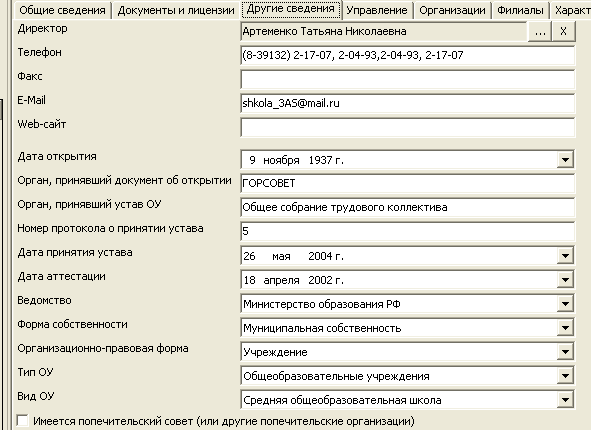 Общие сведения Документы и лицензии Другие сведения Управление Организации Филиалы Характ
Директор Артеменко Татьяна Николаевна ... X
Телефон (8-39132) 2-17-07, 2-04-93,2-04-93, 2-17-07
Факс
E-Mail shkola_3AS@mail.ru
Web-сайт
Дата открытия 9 ноября 1937 г.
Орган, принявший документ об открытии ГОРСОВЕТ
Орган, принявший устав ОУ Общее собрание трудового коллектива
Номер протокола о принятии устава 5
Дата принятия устава 26 мая 2004 г.
Дата аттестации 18 апреля 2002 г.
Ведомство Министерство образования РФ
Форма собственности Муниципальная собственность
Организационно-правовая форма Учреждение
Тип ОУ Общеобразовательные учреждения
Вид ОУ Средняя общеобразовательная школа
Имеется попечительский совет (или другие попечительские организации)